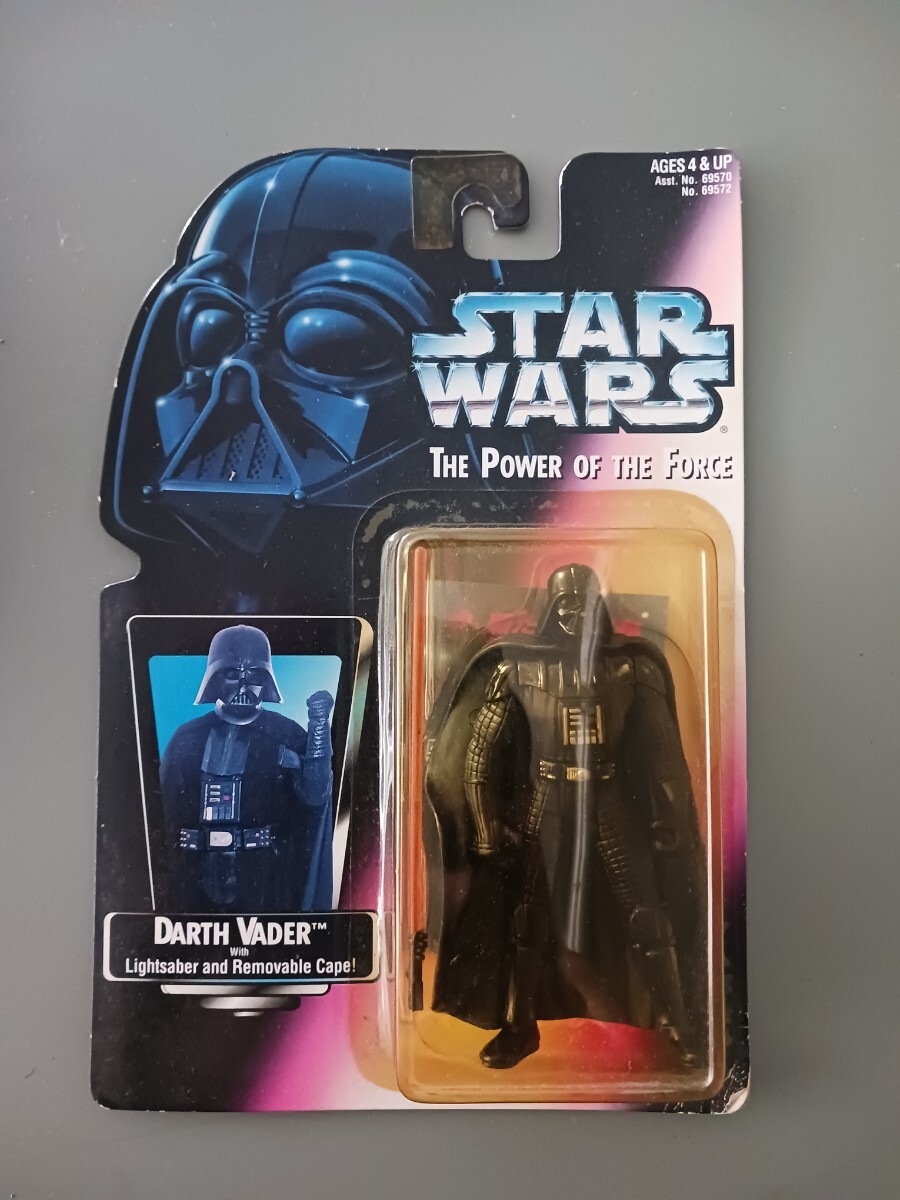 AGES 4 & UP
Asst. No. 69570
No. 69572
STAR
WARS®
THE POWER OF THE FORCE
DARTH VADER™
With
Lightsaber and Removable Cape!